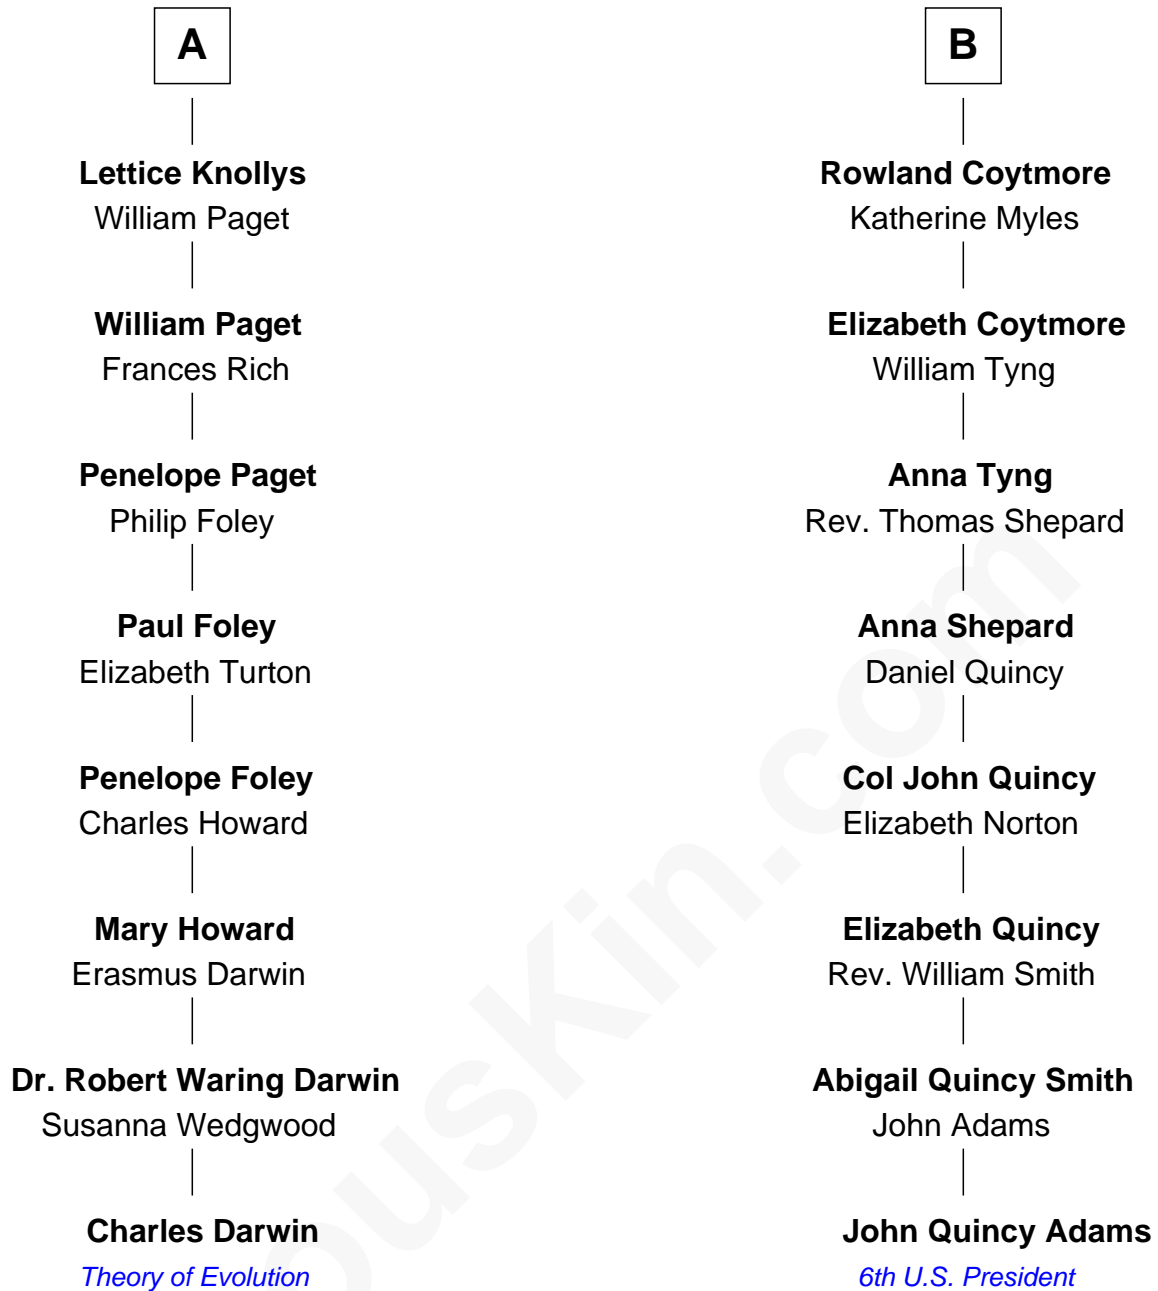 A
Lettice Knollys
William Paget
William Paget
Frances Rich
Penelope Paget
Philip Foley
Paul Foley
Elizabeth Turton
Penelope Foley
Charles Howard
Mary Howard
Erasmus Darwin
Dr. Robert Waring Darwin
Susanna Wedgwood
Charles Darwin
Theory of Evolution
B
Rowland Coytmore
Katherine Myles
Elizabeth Coytmore
William Tyng
Anna Tyng
Rev. Thomas Shepard
Anna Shepard
Daniel Quincy
Col John Quincy
Elizabeth Norton
Elizabeth Quincy
Rev. William Smith
Abigail Quincy Smith
John Adams
John Quincy Adams
6th U.S. President
ousKin.com